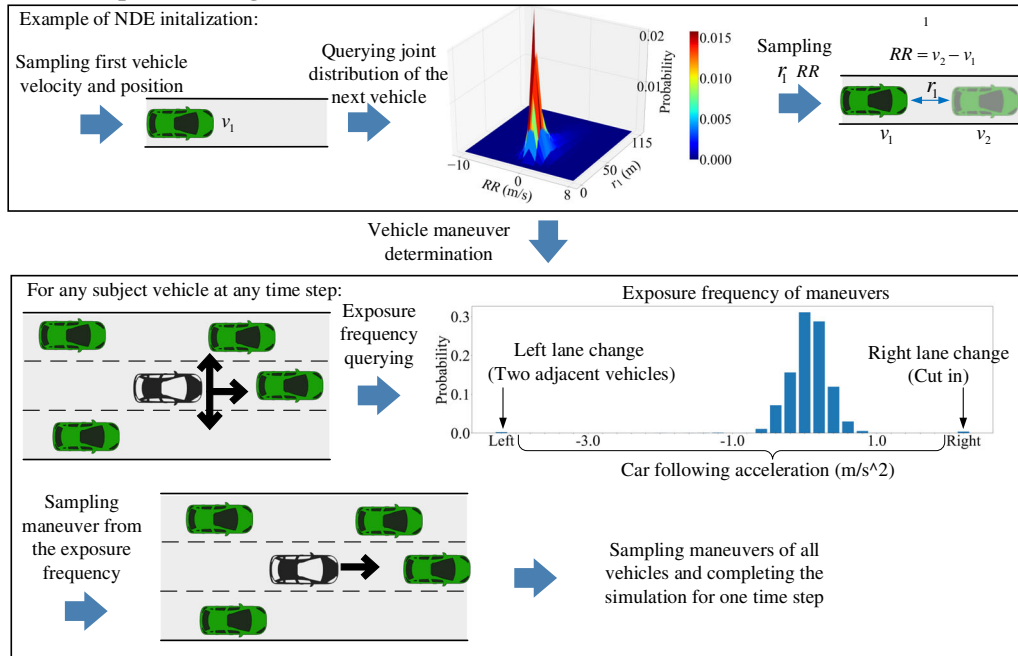 Example of NDE initalization:
Sampling first vehicle
velocity and position
v₁
Querying joint
distribution of the
next vehicle
0.02
0.01
Probability
−10
0
8
RR (m/s)
0
50
115
r₁ (m)
0.015
0.010
0.005
0.000
Sampling
r₁ RR
1
RR = v₂ − v₁
r₁
v₁
v₂
Vehicle maneuver
determination
For any subject vehicle at any time step:
Exposure
frequency
querying
Exposure frequency of maneuvers
Probability
0.3
0.2
0.1
0.0
Left lane change
(Two adjacent vehicles)
Right lane change
(Cut in)
Left -3.0 -1.0 1.0 Right
Car following acceleration (m/s^2)
Sampling
maneuver from
the exposure
frequency
Sampling maneuvers of all
vehicles and completing the
simulation for one time step